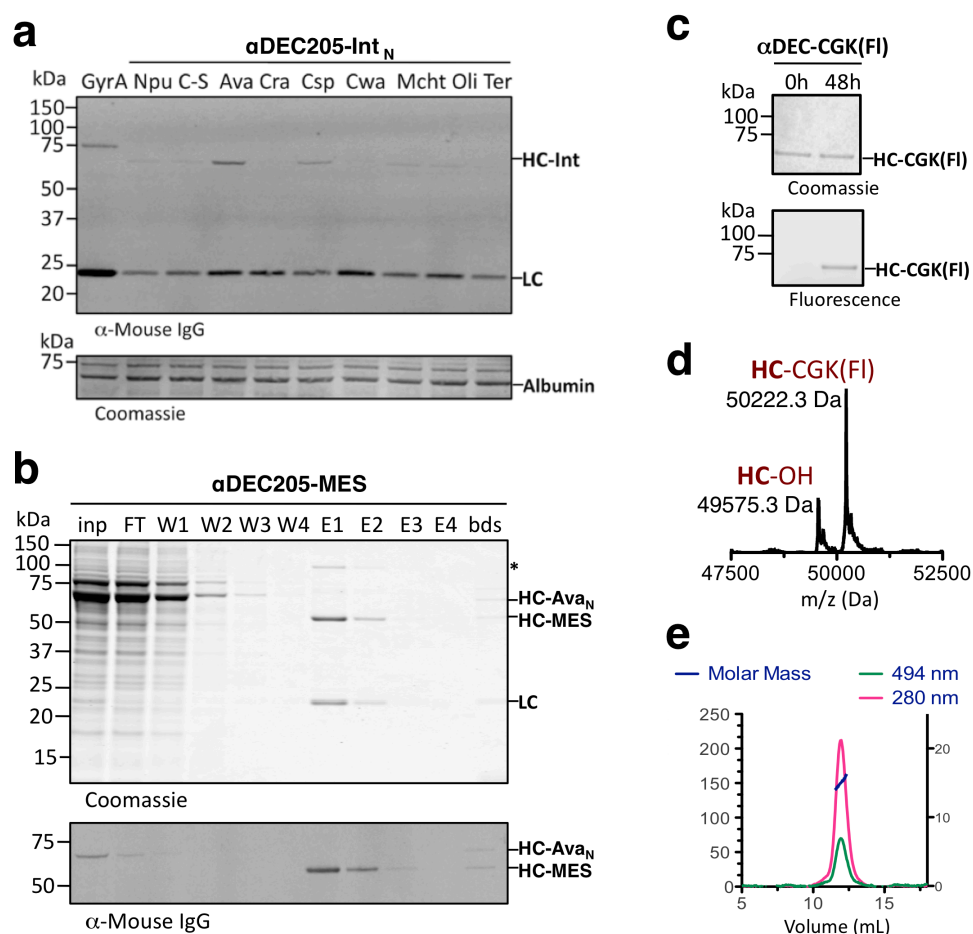 a
αDEC205-Int N
kDa GyrA Npu C-S Ava Cra Csp Cwa Mcht Oli Ter
150
100
75
HC-Int
50
37
25
LC
20
α-Mouse IgG
kDa
75
Albumin
Coomassie
b
αDEC205-MES
kDa inp FT W1 W2 W3 W4 E1 E2 E3 E4 bds
150
100
*
75
HC-AvaN
50
HC-MES
37
25
LC
20
15
Coomassie
75
HC-AvaN
HC-MES
50
α-Mouse IgG
c
αDEC-CGK(Fl)
0h 48h
kDa
100
75
HC-CGK(Fl)
Coomassie
kDa
100
75
HC-CGK(Fl)
Fluorescence
d
HC-CGK(Fl)
50222.3 Da
HC-OH
49575.3 Da
47500 50000 52500
m/z (Da)
e
Molar Mass 494 nm
280 nm
250
200 20
150
100 10
50
0 0
5 10 15
Volume (mL)